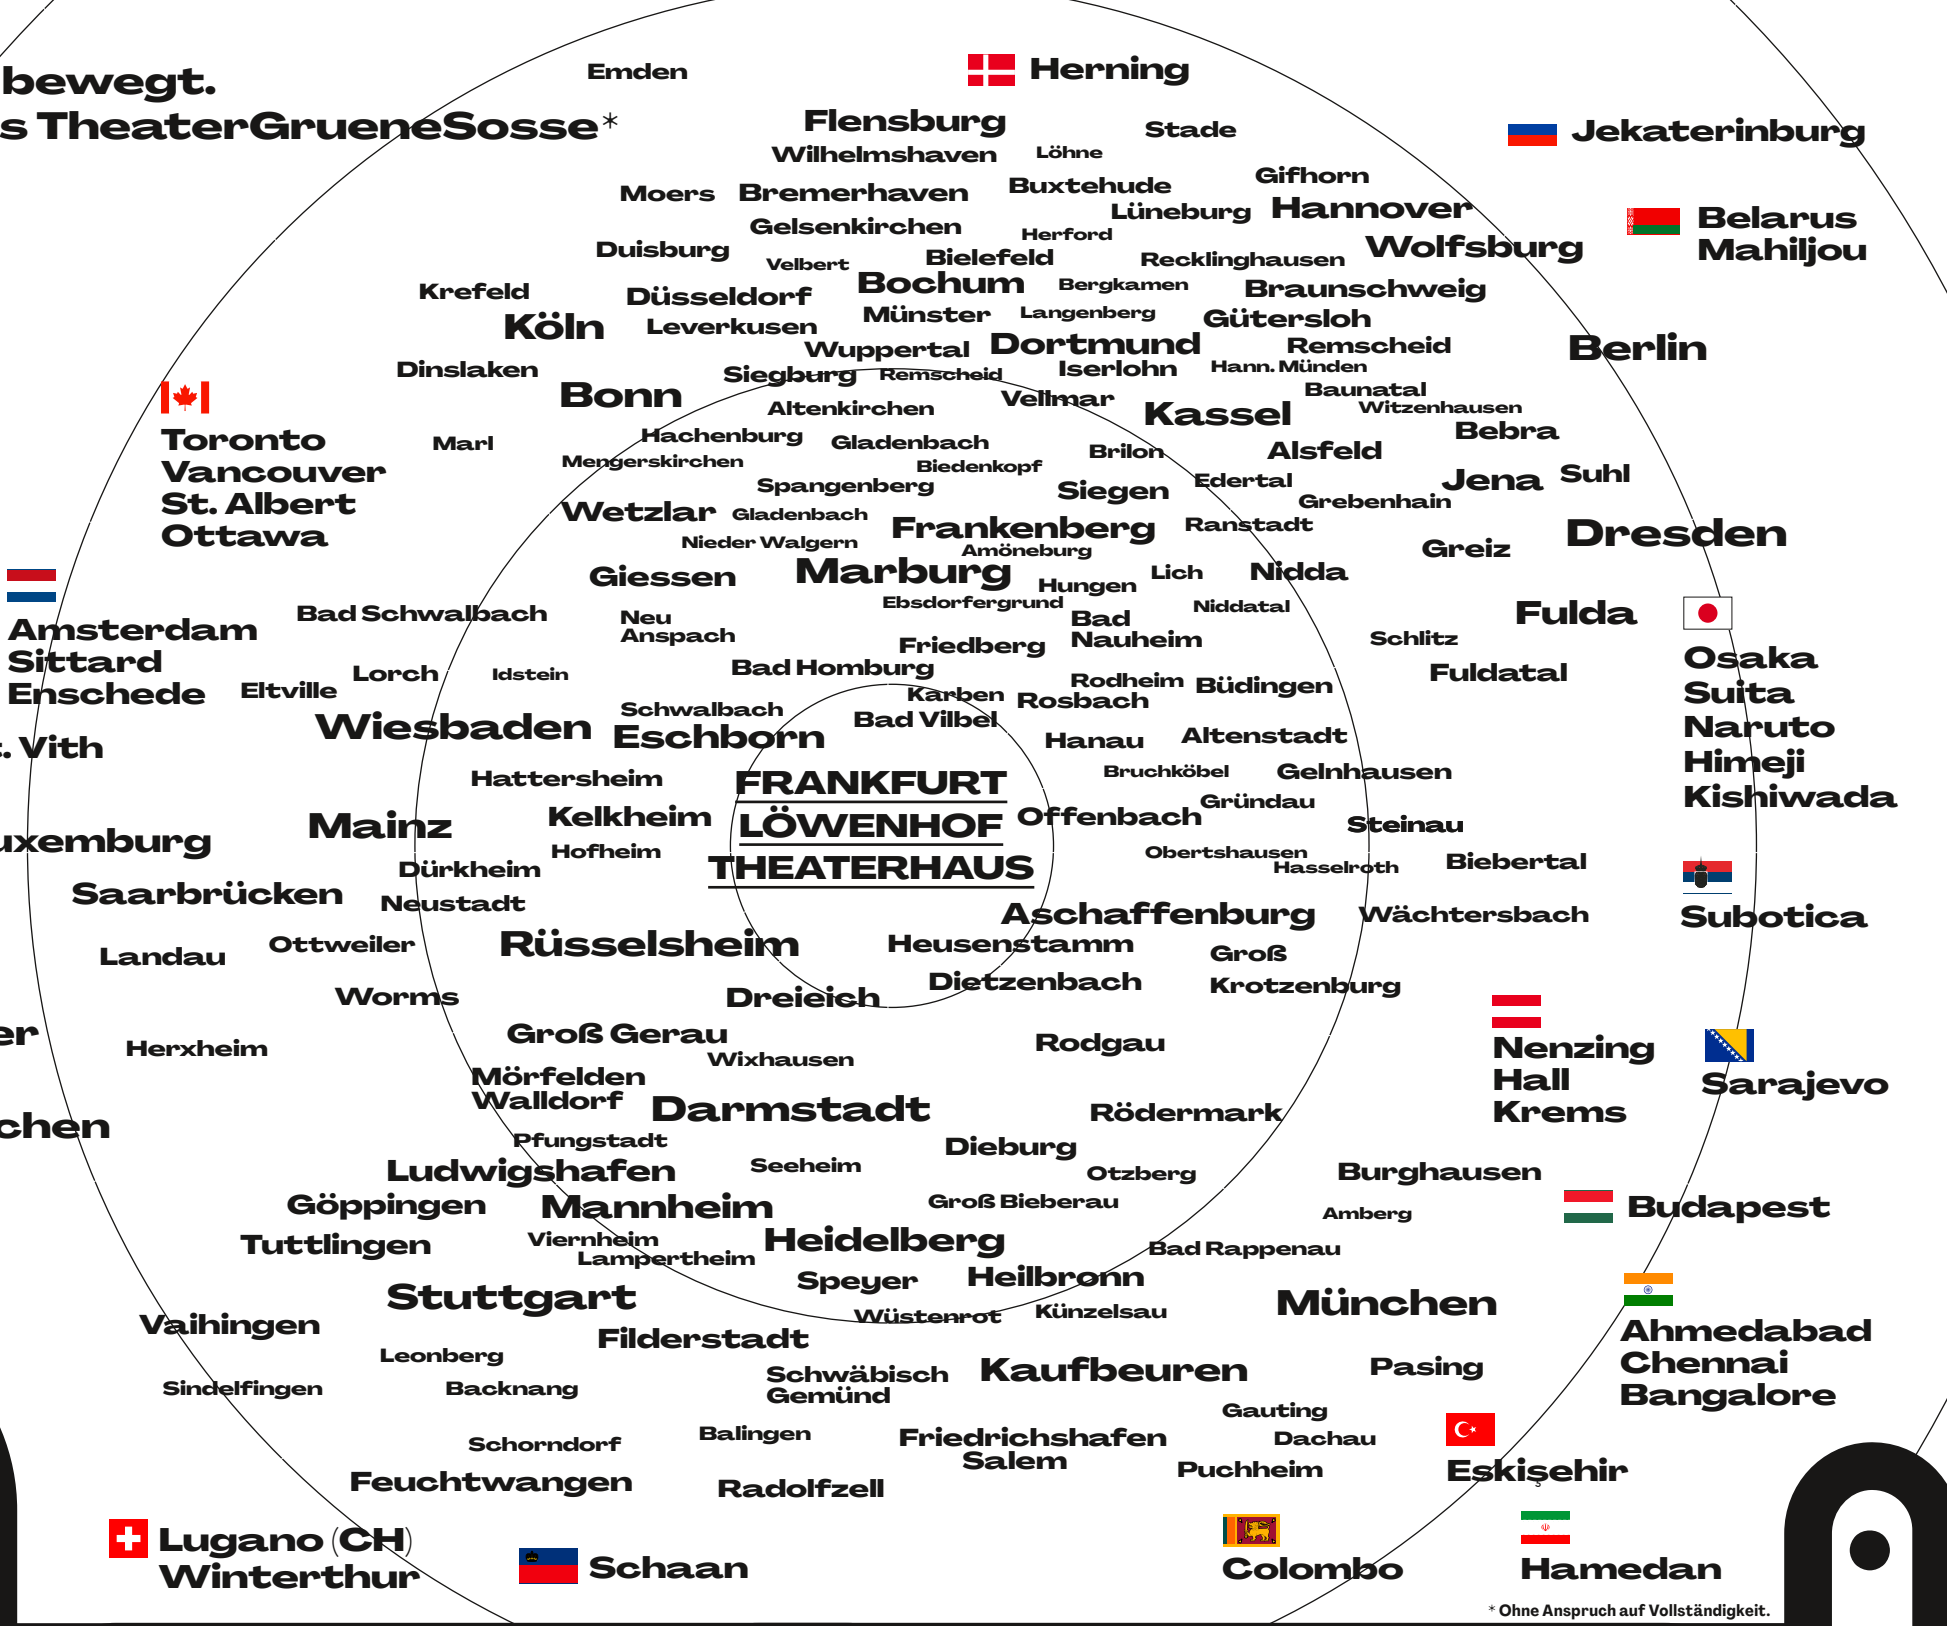 bewegt.
s TheaterGrueneSosse*
Emden
Herning
Flensburg
Stade
Jekaterinburg
Wilhelmshaven
Löhne
Gifhorn
Moers
Bremerhaven
Buxtehude
Lüneburg
Hannover
Belarus
Mahiljou
Gelsenkirchen
Herford
Duisburg
Velbert
Bielefeld
Recklinghausen
Wolfsburg
Krefeld
Düsseldorf
Bochum
Bergkamen
Braunschweig
Köln
Leverkusen
Münster
Langenberg
Gütersloh
Wuppertal
Dortmund
Remscheid
Berlin
Dinslaken
Siegburg
Remscheid
Iserlohn
Hann. Münden
Bonn
Altenkirchen
Vellmar
Kassel
Baunatal
Witzenhausen
Toronto
Vancouver
St. Albert
Ottawa
Marl
Hachenburg
Gladenbach
Brilon
Alsfeld
Bebra
Mengerskirchen
Biedenkopf
Spangenberg
Siegen
Edertal
Jena
Suhl
Wetzlar
Gladenbach
Frankenberg
Ranstadt
Grebenhain
Dresden
Nieder Walgern
Amöneburg
Greiz
Giessen
Marburg
Hungen
Lich
Nidda
Ebsdorfergrund
Niddatal
Fulda
Amsterdam
Sittard
Enschede
Bad Schwalbach
Neu
Anspach
Bad
Nauheim
Friedberg
Schlitz
Osaka
Suita
Naruto
Himeji
Kishiwada
Eltville
Lorch
Idstein
Bad Homburg
Rodheim
Büdingen
Fuldatal
Karben
Rosbach
Schwalbach
Bad Vilbel
Wiesbaden
Eschborn
Hanau
Altenstadt
. Vith
Hattersheim
Bruchköbel
Gelnhausen
FRANKFURT
LÖWENHOF
THEATERHAUS
Gründau
Mainz
Kelkheim
Offenbach
Steinau
uxemburg
Hofheim
Obertshausen
Hasselroth
Biebertal
Dürkheim
Saarbrücken
Neustadt
Aschaffenburg
Wächtersbach
Subotica
Landau
Ottweiler
Rüsselsheim
Heusenstamm
Groß
Krotzenburg
Dietzenbach
Worms
Dreieich
er
Herxheim
Groß Gerau
Wixhausen
Rodgau
Nenzing
Hall
Krems
Sarajevo
Mörfelden
Walldorf
Darmstadt
Rödermark
chen
Pfungstadt
Dieburg
Ludwigshafen
Seeheim
Otzberg
Burghausen
Göppingen
Mannheim
Groß Bieberau
Amberg
Budapest
Tuttlingen
Viernheim
Lampertheim
Heidelberg
Bad Rappenau
Speyer
Heilbronn
Stuttgart
Wüstenrot
Künzelsau
München
Vaihingen
Filderstadt
Ahmedabad
Chennai
Bangalore
Leonberg
Schwäbisch
Gemünd
Kaufbeuren
Pasing
Sindelfingen
Backnang
Gauting
Schorndorf
Balingen
Friedrichshafen
Salem
Dachau
Feuchtwangen
Radolfzell
Puchheim
Eskişehir
Lugano (CH)
Winterthur
Schaan
Colombo
Hamedan
* Ohne Anspruch auf Vollständigkeit.